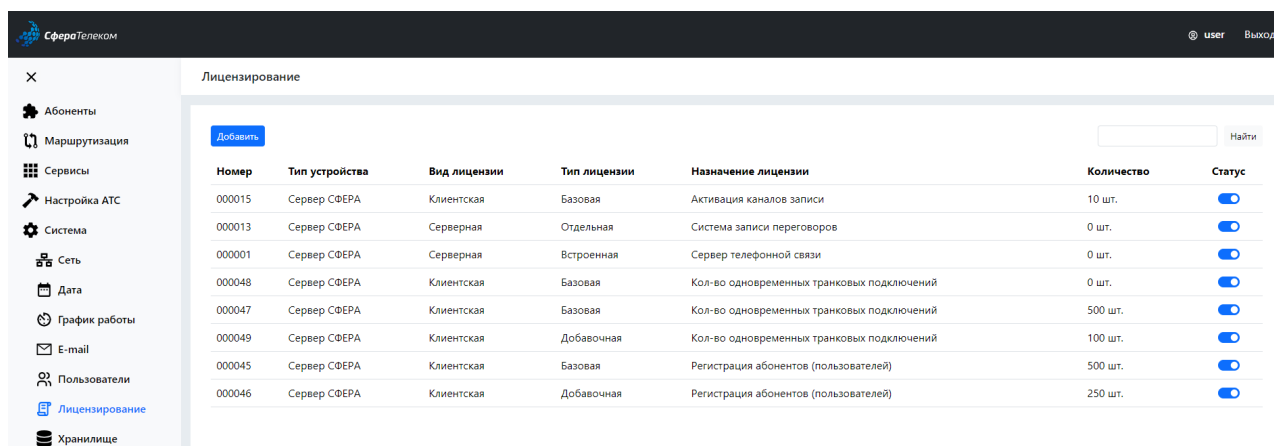 СфераТелеком
user Выход
Лицензирование
Абоненты
Маршрутизация
Сервисы
Настройка АТС
Система
Сеть
Дата
График работы
E-mail
Пользователи
Лицензирование
Хранилище
Добавить
Найти
Номер Тип устройства Вид лицензии Тип лицензии Назначение лицензии Количество Статус
000015 Сервер СФЕРА Клиентская Базовая Активация каналов записи 10 шт.
000013 Сервер СФЕРА Серверная Отдельная Система записи переговоров 0 шт.
000001 Сервер СФЕРА Серверная Встроенная Сервер телефонной связи 0 шт.
000048 Сервер СФЕРА Клиентская Базовая Кол-во одновременных транковых подключений 0 шт.
000047 Сервер СФЕРА Клиентская Базовая Кол-во одновременных транковых подключений 500 шт.
000049 Сервер СФЕРА Клиентская Добавочная Кол-во одновременных транковых подключений 100 шт.
000045 Сервер СФЕРА Клиентская Базовая Регистрация абонентов (пользователей) 500 шт.
000046 Сервер СФЕРА Клиентская Добавочная Регистрация абонентов (пользователей) 250 шт.